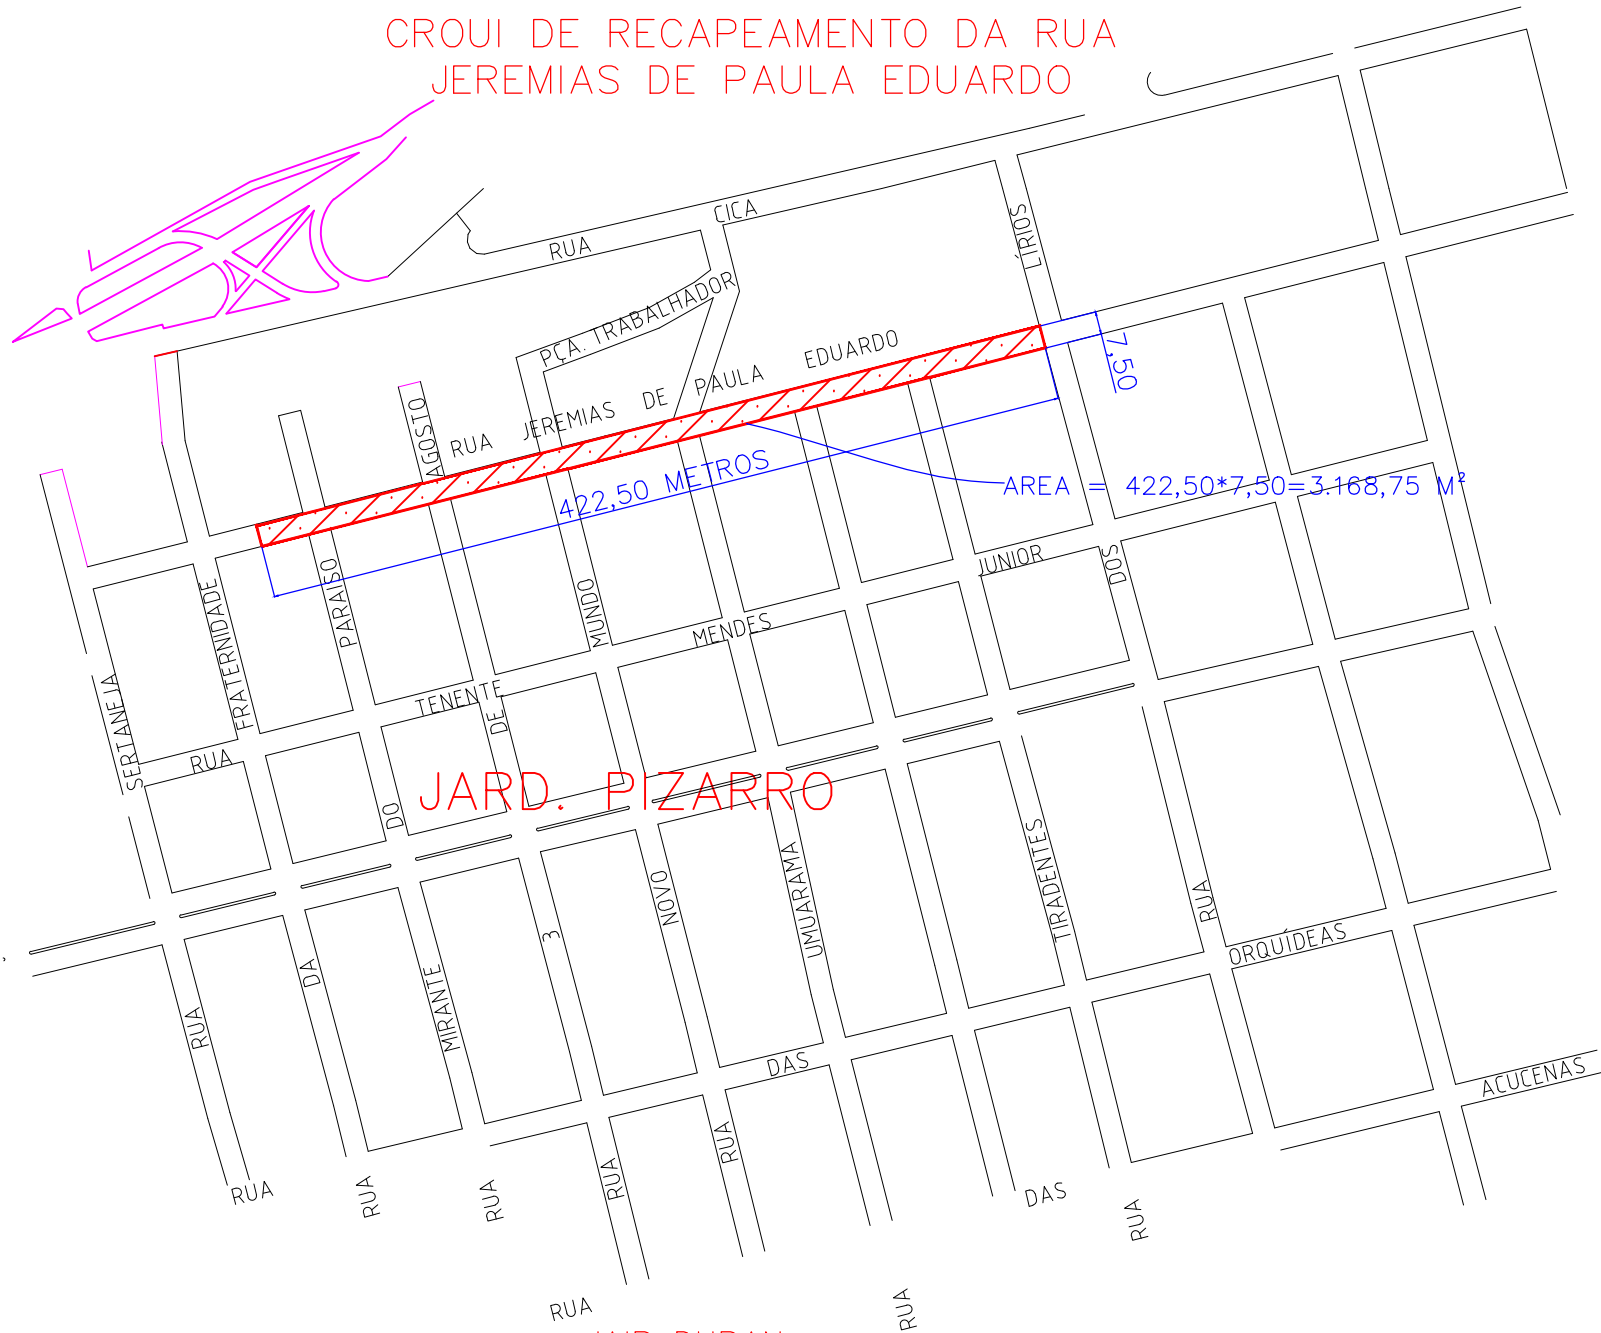 CROUI DE RECAPEAMENTO DA RUA
JEREMIAS DE PAULA EDUARDO
RUA CICA
LÍRIOS
PÇA. TRABALHADOR
7,50
RUA JEREMIAS DE PAULA EDUARDO
AGOSTO
422,50 METROS
AREA = 422,50*7,50=3.168,75 M²
JUNIOR
DOS
PARAISO
FRATERNIDADE
MUNDO
MENDES
TENENTE
DE
SERTANEJA
RUA
JARD. PIZARRO
DO
TIRADENTES
UMUARAMA
NOVO
RUA
3
ORQUÍDEAS
DA
MIRANTE
RUA
DAS
ACUCENAS
RUA
RUA
RUA
RUA
RUA
DAS
RUA
RUA
RUA